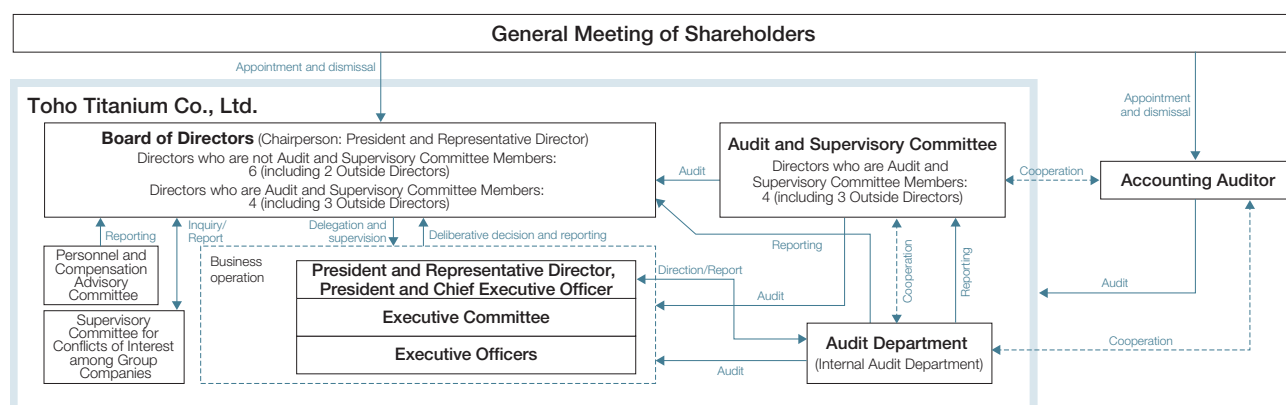 General Meeting of Shareholders
Appointment and dismissal
Appointment
and dismissal
Toho Titanium Co., Ltd.
Board of Directors (Chairperson: President and Representative Director)
Directors who are not Audit and Supervisory Committee Members:
6 (including 2 Outside Directors)
Directors who are Audit and Supervisory Committee Members:
4 (including 3 Outside Directors)
Audit
Audit and Supervisory Committee
Directors who are Audit and
Supervisory Committee Members:
4 (including 3 Outside Directors)
Cooperation
Accounting Auditor
Reporting
Inquiry/
Report
Delegation and
supervision
Deliberative decision and reporting
Reporting
Cooperation
Reporting
Personnel and
Compensation
Advisory
Committee
Supervisory
Committee for
Conflicts of Interest
among Group
Companies
Business
operation
President and Representative Director,
President and Chief Executive Officer
Executive Committee
Executive Officers
Direction/Report
Audit
Audit
Audit Department
(Internal Audit Department)
Audit
Cooperation